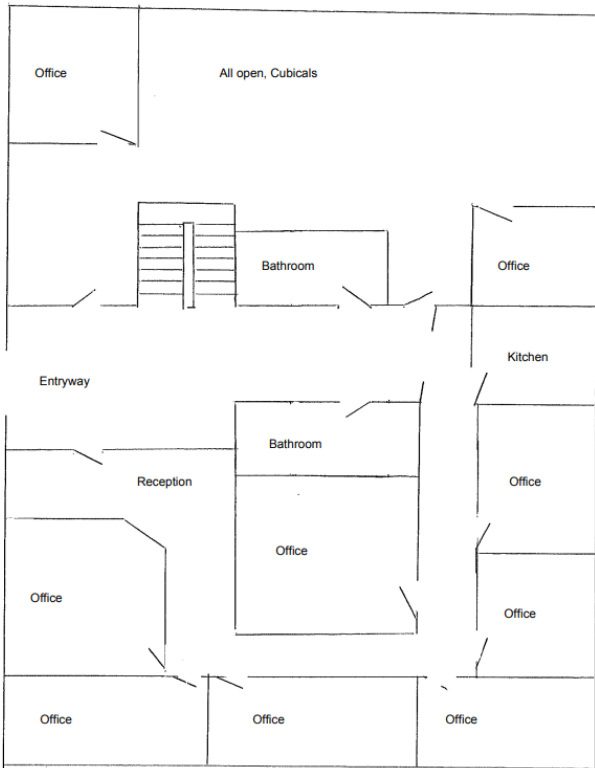 Office
All open, Cubicals
Bathroom
Office
Kitchen
Entryway
Bathroom
Reception
Office
Office
Office
Office
Office
Office
Office